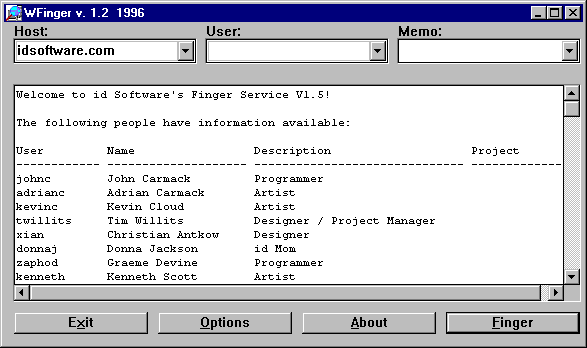 WFinger v. 1.2 1996
Host: User: Memo:
idsoftware.com
Welcome to id Software's Finger Service V1.5!
The following people have information available:
User Name Description Project
----------- -------------------- ------------------------------ -------------
johnc John Carmack Programmer
adrianc Adrian Carmack Artist
kevinc Kevin Cloud Artist
twillits Tim Willits Designer / Project Manager
xian Christian Antkow Designer
donnaj Donna Jackson id Mom
zaphod Graeme Devine Programmer
kenneth Kenneth Scott Artist
Exit Options About Finger